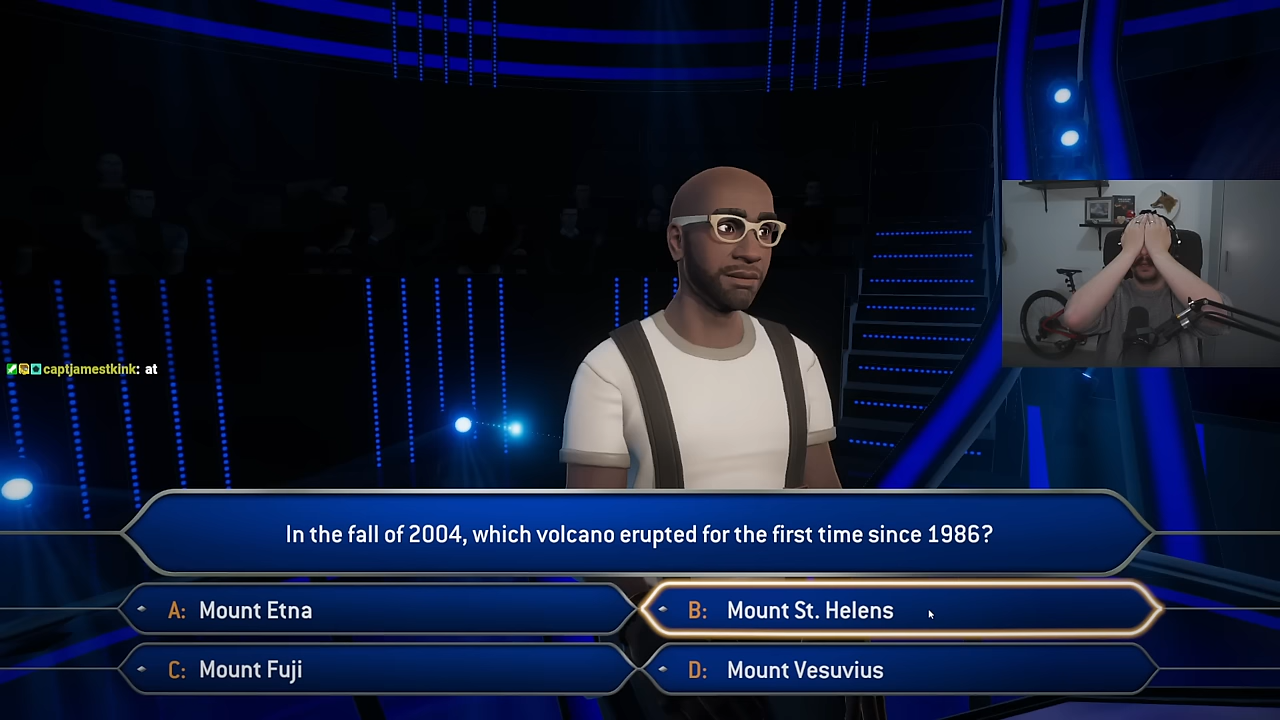 captjamestkink: at
In the fall of 2004, which volcano erupted for the first time since 1986?
A: Mount Etna
B: Mount St. Helens
C: Mount Fuji
D: Mount Vesuvius